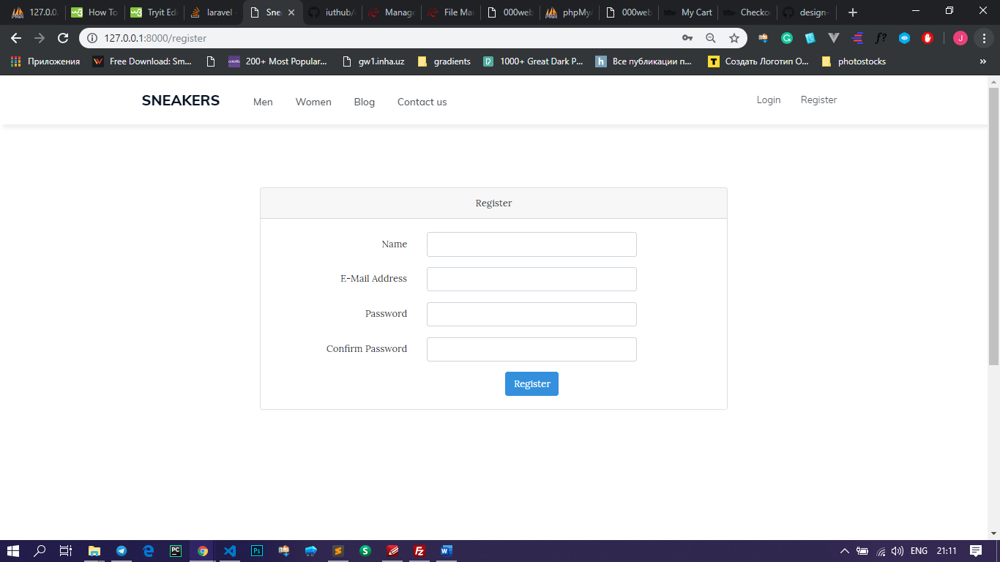 127.0.0. How To Tryit Edi laravel - Snea iuthub/ Manage File Man 000web phpMyA 000web My Cart Checko design-
127.0.0.1:8000/register
Приложения Free Download: Sm... 200+ Most Popular... gw1.inha.uz gradients 1000+ Great Dark P... Все публикации п... Создать Логотип О... photostocks »
SNEAKERS Men Women Blog Contact us Login Register
Register
Name
E-Mail Address
Password
Confirm Password
Register
ENG 21:11